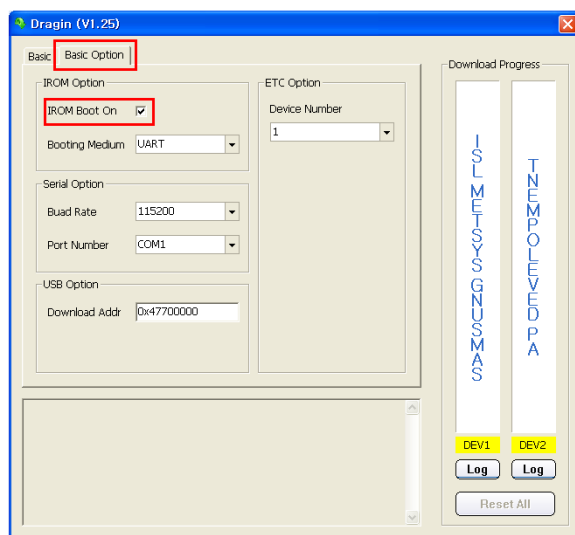 Dragin (V1.25)
Basic
Basic Option
IROM Option
IROM Boot On
Booting Medium UART
Serial Option
Buad Rate 115200
Port Number COM1
USB Option
Download Addr 0x47700000
ETC Option
Device Number
1
Download Progress
ISL METSYS GNUSMAS
TNEMPOLEVED PA
DEV1 DEV2
Log Log
Reset All